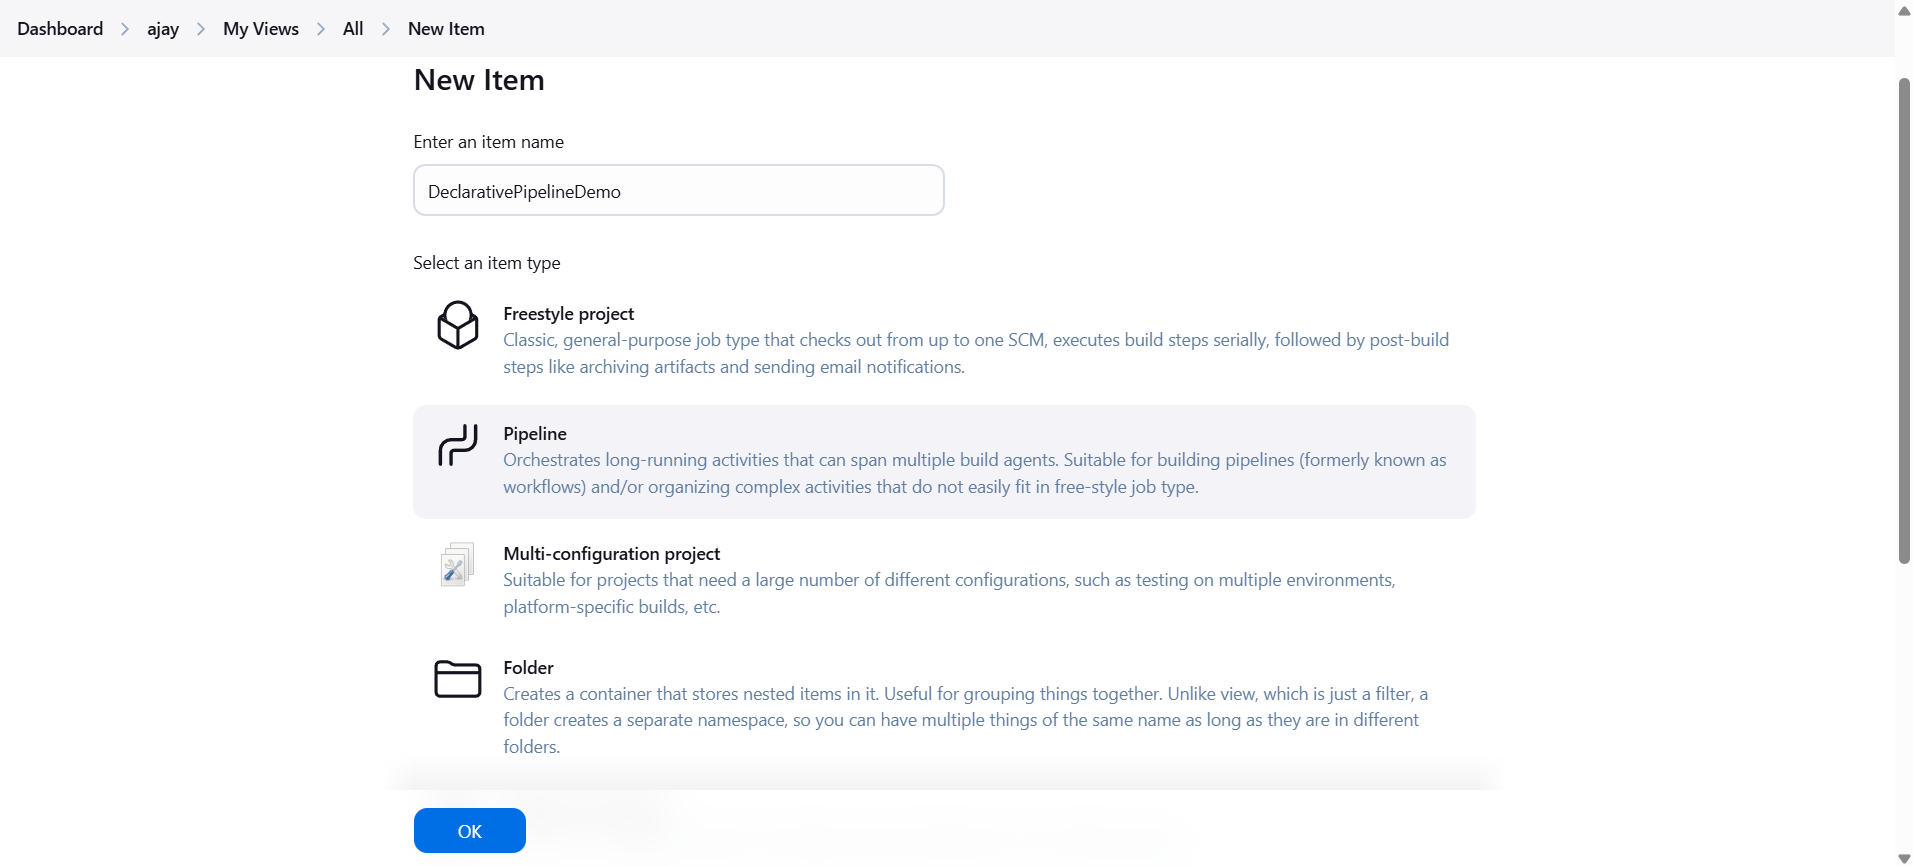 Dashboard > ajay > My Views > All > New Item
New Item
Enter an item name
DeclarativePipelineDemo
Select an item type
Freestyle project
Classic, general-purpose job type that checks out from up to one SCM, executes build steps serially, followed by post-build
steps like archiving artifacts and sending email notifications.
Pipeline
Orchestrates long-running activities that can span multiple build agents. Suitable for building pipelines (formerly known as
workflows) and/or organizing complex activities that do not easily fit in free-style job type.
Multi-configuration project
Suitable for projects that need a large number of different configurations, such as testing on multiple environments,
platform-specific builds, etc.
Folder
Creates a container that stores nested items in it. Useful for grouping things together. Unlike view, which is just a filter, a
folder creates a separate namespace, so you can have multiple things of the same name as long as they are in different
folders.
OK